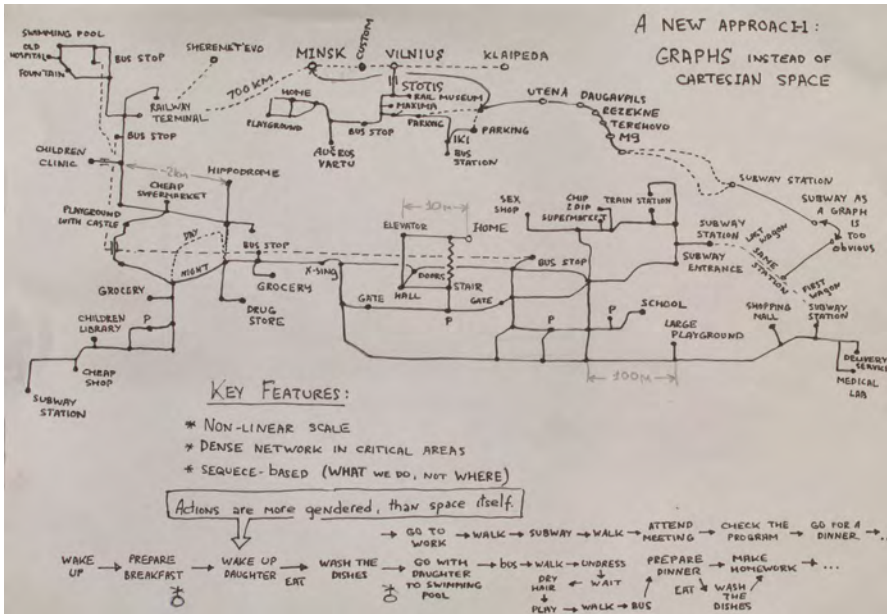 A NEW APPROACH:
GRAPHS INSTEAD OF
CARTESIAN SPACE
SWIMMING POOL
OLD
HOSPITAL
FOUNTAIN
BUS STOP
SHEREMET'EVO
RAILWAY
TERMINAL
700 KM
MINSK
CUSTOM
VILNIUS
KLAIPEDA
STOTIS
RAIL MUSEUM
MAXIMA
HOME
PLAYGROUND
BUS STOP
PARKING
AUŠROS
VARTU
IKI
BUS
STATION
PARKING
UTENA
DAUGAVPILS
REZEKNE
TEREHOVO
M9
BUS STOP
CHILDREN
CLINIC
2KM
HIPPODROME
CHEAP
SUPERMARKET
PLAYGROUND
WITH CASTLE
DAY
NIGHT
BUS STOP
GROCERY
X-SING
GROCERY
DRUG
STORE
CHILDREN
LIBRARY
P
CHEAP
SHOP
SUBWAY
STATION
10M
ELEVATOR
HOME
DOORS
HALL
STAIR
GATE
P
GATE
SEX
SHOP
CHIP
2 DIP
SUPERMARKET
TRAIN STATION
BUS STOP
SUBWAY
STATION
SUBWAY
ENTRANCE
SUBWAY STATION
SUBWAY AS
A GRAPH
IS
TOO
OBVIOUS
LAST
WAGON
SAME
STATION
FIRST
WAGON
SUBWAY
STATION
P
P
SCHOOL
LARGE
PLAYGROUND
100M
SHOPPING
MALL
DELIVERY
SERVICE
MEDICAL
LAB
KEY FEATURES:
* NON-LINEAR SCALE
* DENSE NETWORK IN CRITICAL AREAS
* SEQUECE-BASED (WHAT WE DO, NOT WHERE)
Actions are more gendered, than space itself.
→ GO TO WORK → WALK → SUBWAY → WALK → ATTEND MEETING → CHECK THE PROGRAM → GO FOR A DINNER → ...
WAKE UP → PREPARE BREAKFAST → WAKE UP DAUGHTER EAT → WASH THE DISHES → GO WITH DAUGHTER TO SWIMMING POOL → BUS → WALK → UNDRESS
WAIT
DRY HAIR
PLAY → WALK → BUS
PREPARE DINNER → MAKE HOMEWORK → ...
EAT → WASH THE DISHES